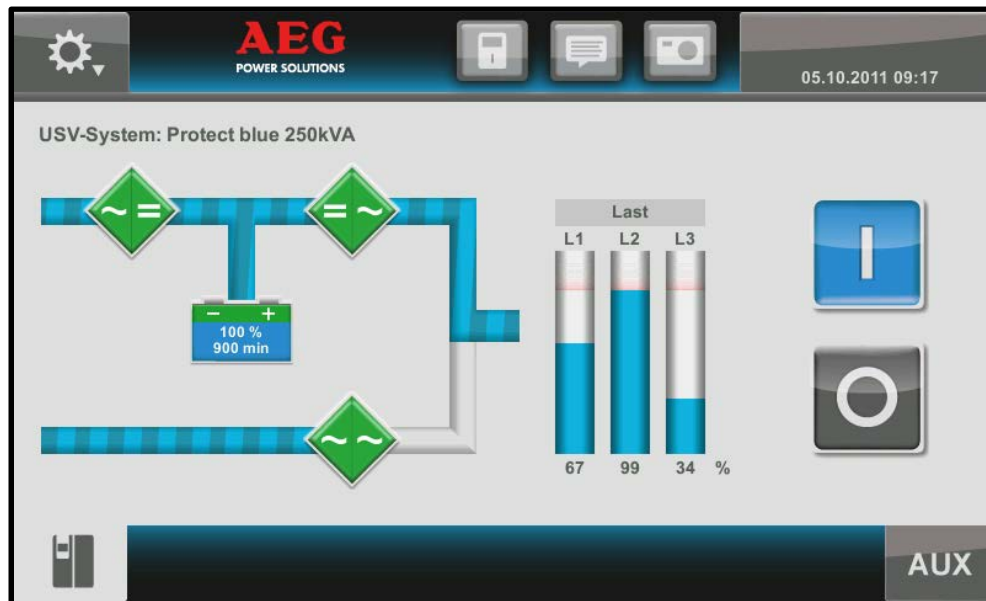 AEG
POWER SOLUTIONS
05.10.2011 09:17
USV-System: Protect blue 250kVA
~ =
= ~
Last
L1 L2 L3
- +
100 %
900 min
~ ~
67 99 34 %
AUX